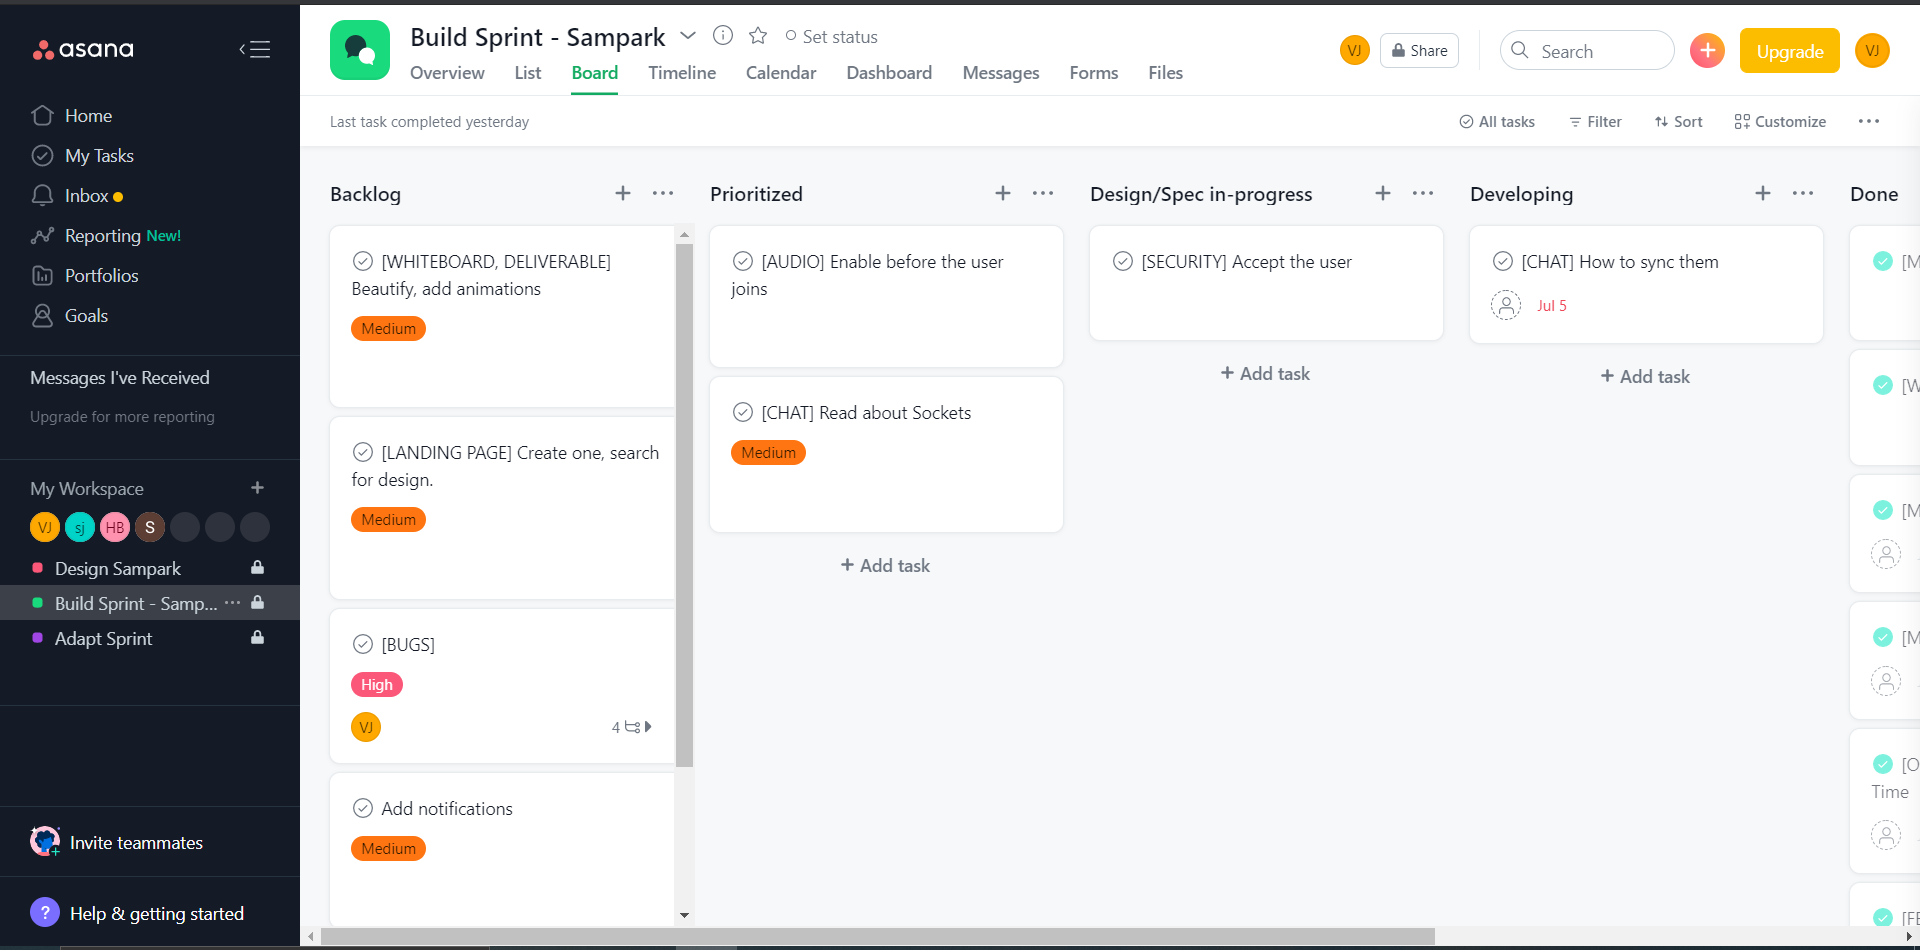 asana
Home
My Tasks
Inbox
Reporting New!
Portfolios
Goals
Messages I've Received
Upgrade for more reporting
My Workspace
VJ sj HB S
Design Sampark
Build Sprint - Samp...
Adapt Sprint
Invite teammates
? Help & getting started
Build Sprint - Sampark
Set status
Overview List Board Timeline Calendar Dashboard Messages Forms Files
VJ Share Search Upgrade VJ
Last task completed yesterday
All tasks Filter Sort Customize
Backlog
[WHITEBOARD, DELIVERABLE]
Beautify, add animations
Medium
[LANDING PAGE] Create one, search
for design.
Medium
[BUGS]
High
VJ 4
Add notifications
Medium
Prioritized
[AUDIO] Enable before the user
joins
[CHAT] Read about Sockets
Medium
+ Add task
Design/Spec in-progress
[SECURITY] Accept the user
+ Add task
Developing
[CHAT] How to sync them
Jul 5
+ Add task
Done
[M
[W
[M
[M
[O
Time
[FE